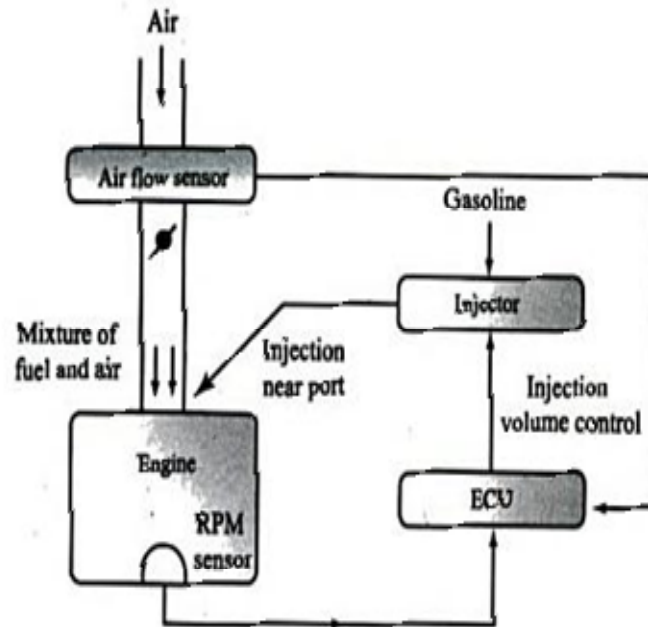 Air
Air flow sensor
Gasoline
Injector
Mixture of
fuel and air
Injection
near port
Injection
volume control
Engine
ECU
RPM
sensor